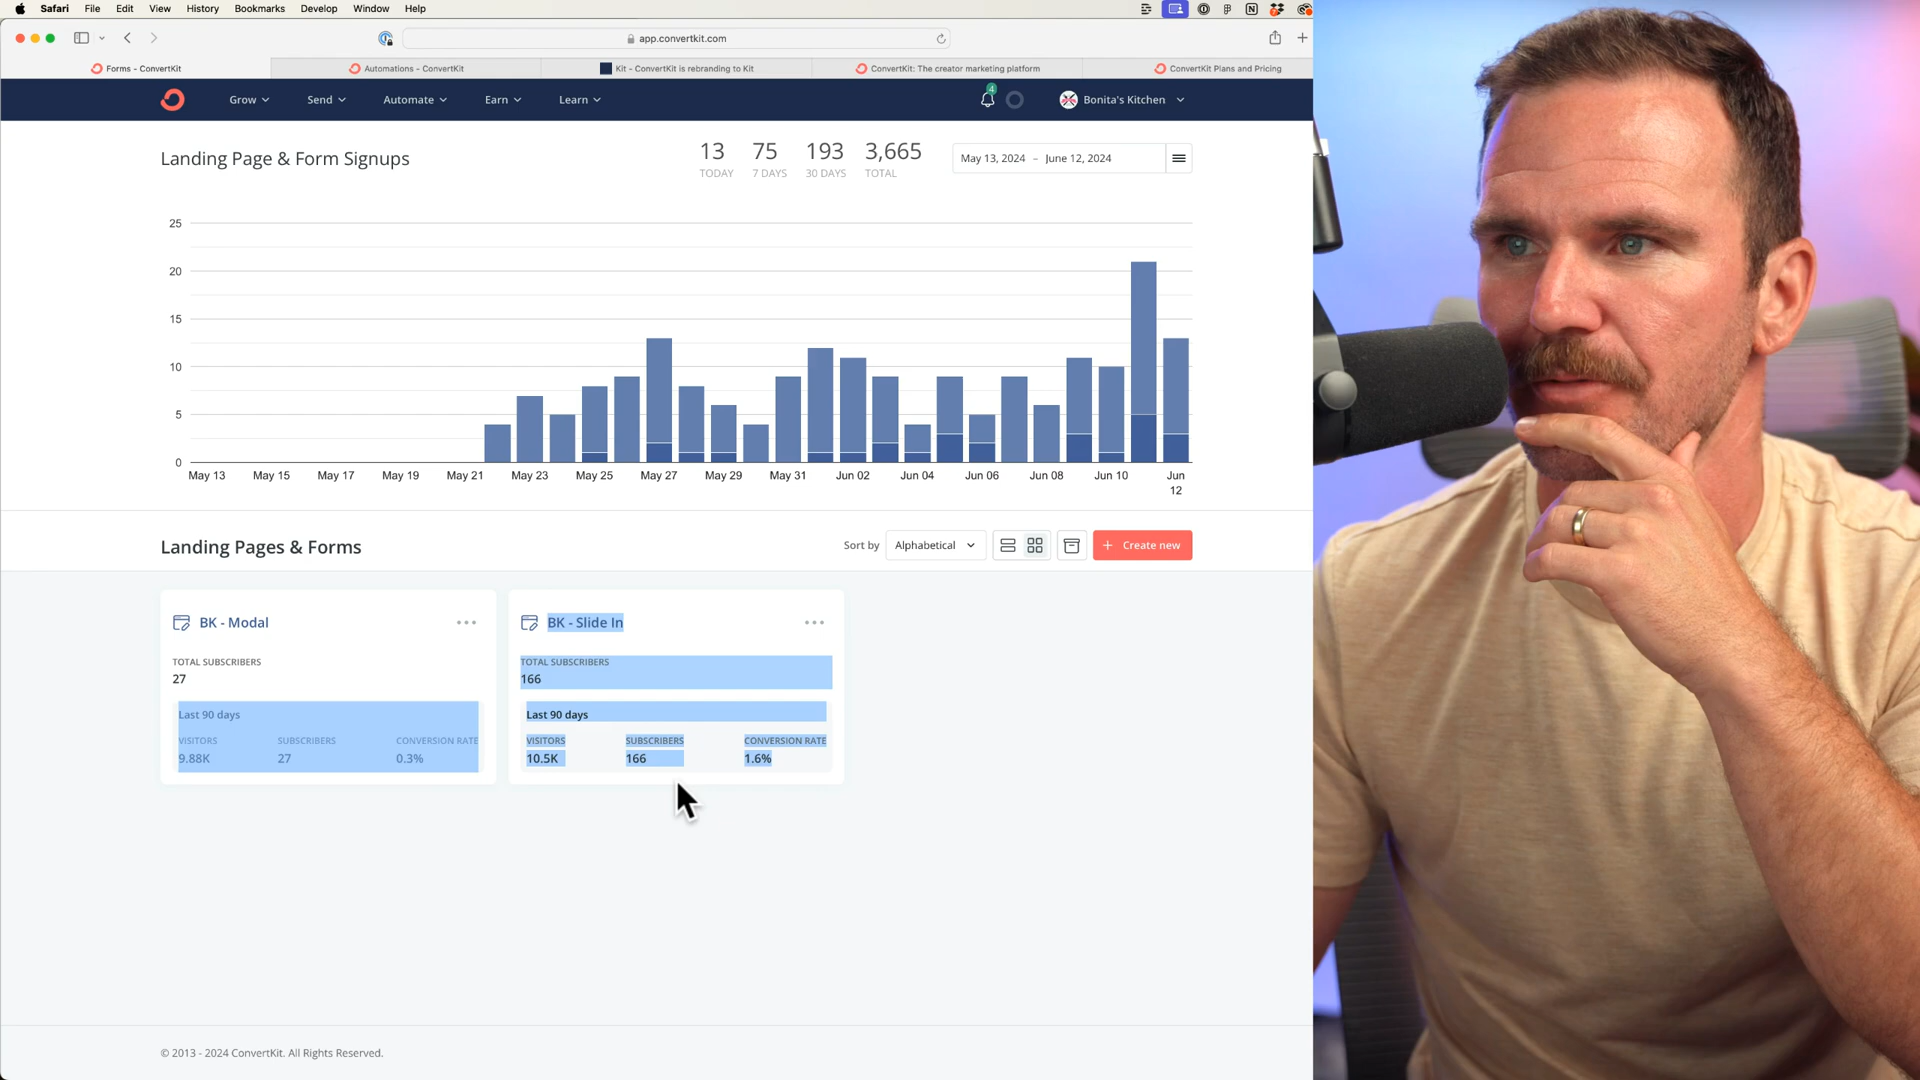 Safari File Edit View History Bookmarks Develop Window Help
app.convertkit.com
Forms - ConvertKit
Automations - ConvertKit
Kit - ConvertKit is rebranding to Kit
ConvertKit: The creator marketing platform
ConvertKit Plans and Pricing
Grow Send Automate Earn Learn
4
Bonita's Kitchen
Landing Page & Form Signups
13 75 193 3,665
TODAY 7 DAYS 30 DAYS TOTAL
May 13, 2024 – June 12, 2024
25
20
15
10
5
0
May 13 May 15 May 17 May 19 May 21 May 23 May 25 May 27 May 29 May 31 Jun 02 Jun 04 Jun 06 Jun 08 Jun 10 Jun
12
Landing Pages & Forms
Sort by Alphabetical
+ Create new
BK - Modal
TOTAL SUBSCRIBERS
27
Last 90 days
VISITORS SUBSCRIBERS CONVERSION RATE
9.88K 27 0.3%
BK - Slide In
TOTAL SUBSCRIBERS
166
Last 90 days
VISITORS SUBSCRIBERS CONVERSION RATE
10.5K 166 1.6%
© 2013 - 2024 ConvertKit. All Rights Reserved.